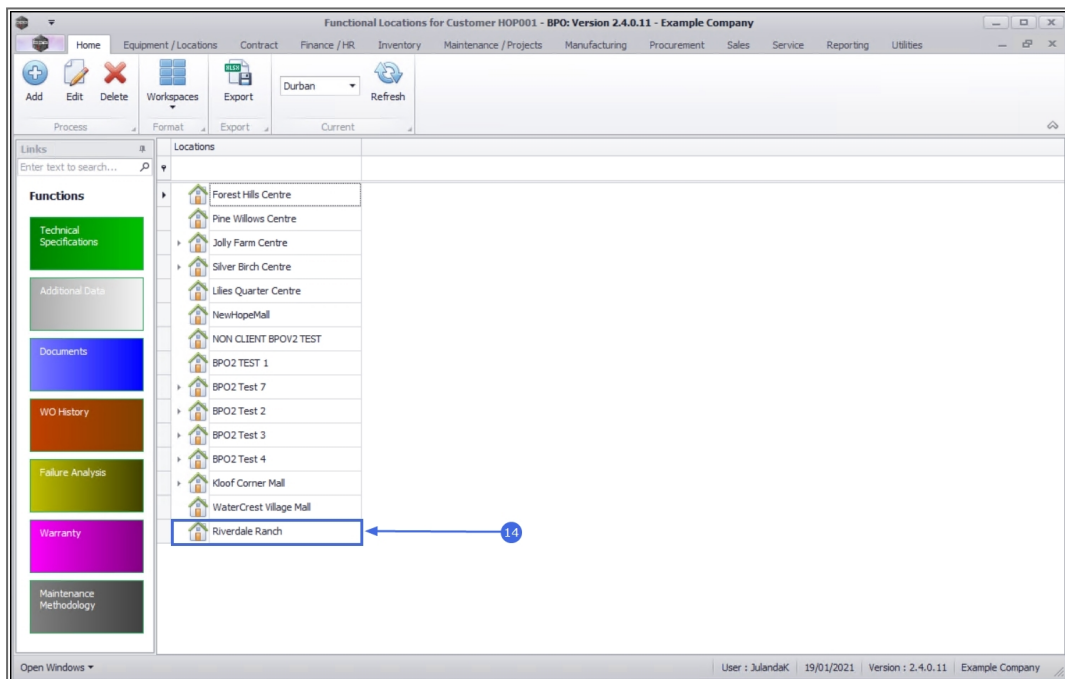 Functional Locations for Customer HOP001 - BPO: Version 2.4.0.11 - Example Company
Home Equipment / Locations Contract Finance / HR Inventory Maintenance / Projects Manufacturing Procurement Sales Service Reporting Utilities
Add Edit Delete Workspaces Export Durban Refresh
Process Format Export Current
Links
Enter text to search...
Functions
Technical
Specifications
Additional Data
Documents
WO History
Failure Analysis
Warranty
Maintenance
Methodology
Locations
Forest Hills Centre
Pine Willows Centre
Jolly Farm Centre
Silver Birch Centre
Lilies Quarter Centre
NewHopeMall
NON CLIENT BPOV2 TEST
BPO2 TEST 1
BPO2 Test 7
BPO2 Test 2
BPO2 Test 3
BPO2 Test 4
Kloof Corner Mall
WaterCrest Village Mall
Riverdale Ranch
14
Open Windows
User : JulandaK 19/01/2021 Version : 2.4.0.11 Example Company